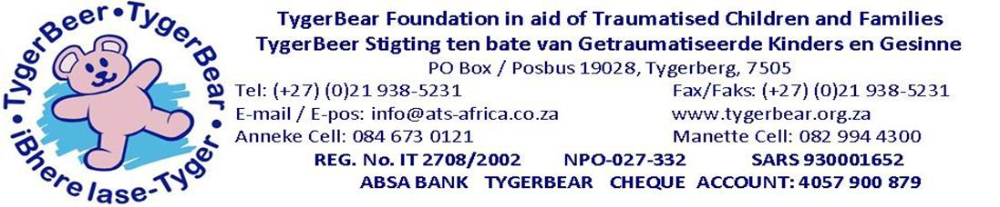 TygerBeer • TygerBear • iBhere lase-Tyger •
TygerBear Foundation in aid of Traumatised Children and Families
TygerBeer Stigting ten bate van Getraumatiseerde Kinders en Gesinne
PO Box / Posbus 19028, Tygerberg, 7505
Tel: (+27) (0)21 938-5231 Fax/Faks: (+27) (0)21 938-5231
E-mail / E-pos: info@ats-africa.co.za www.tygerbear.org.za
Anneke Cell: 084 673 0121 Manette Cell: 082 994 4300
REG. No. IT 2708/2002 NPO-027-332 SARS 930001652
ABSA BANK TYGERBEAR CHEQUE ACCOUNT: 4057 900 879